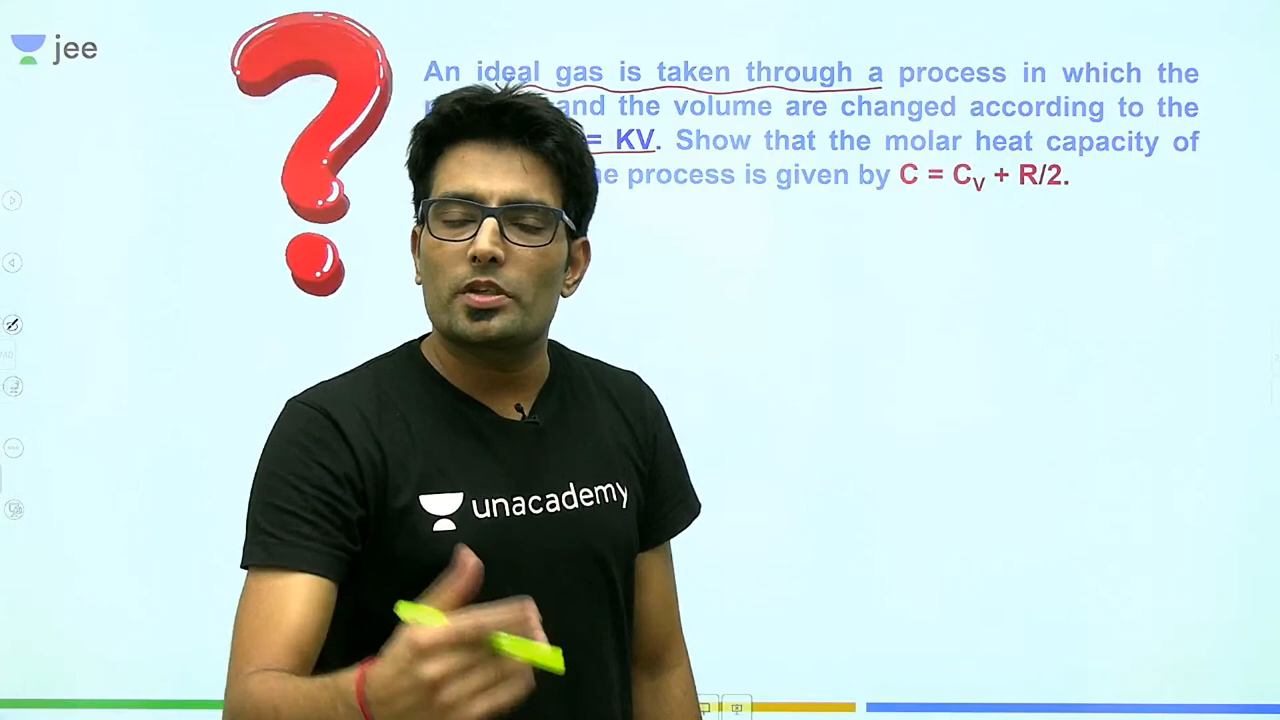 jee
An ideal gas is taken through a process in which the
and the volume are changed according to the
= KV. Show that the molar heat capacity of
process is given by C = CV + R/2.
unacademy